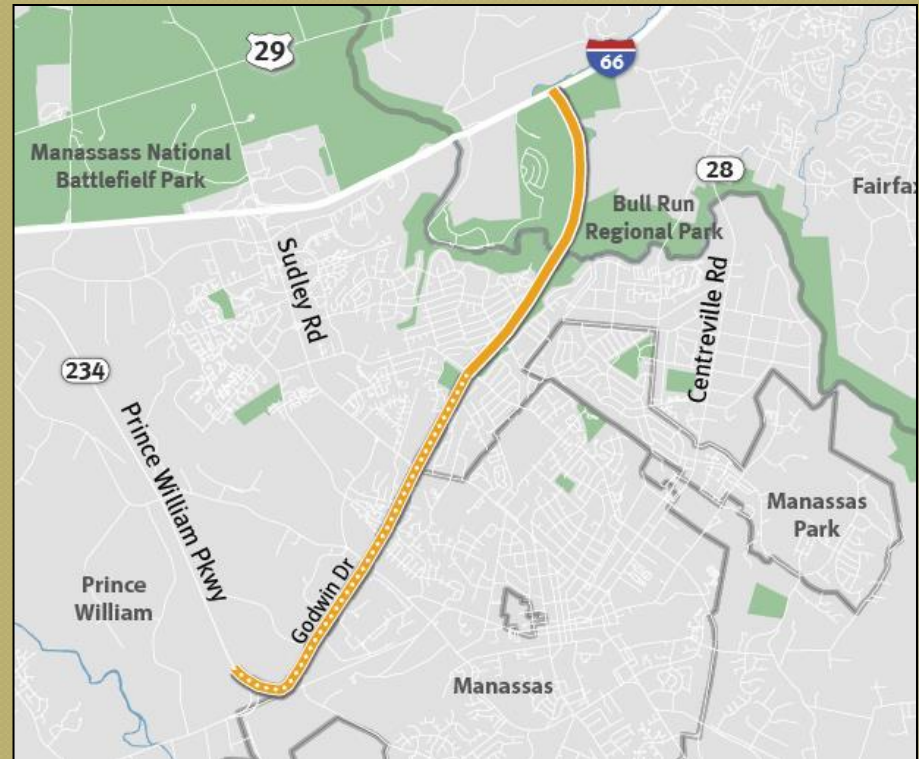 29
66
Manassass National
Battlefielf Park
28
Fairfa
Bull Run
Regional Park
Sudley Rd
Centreville Rd
234
Prince William Pkwy
Godwin Dr
Manassas
Park
Prince
William
Manassas